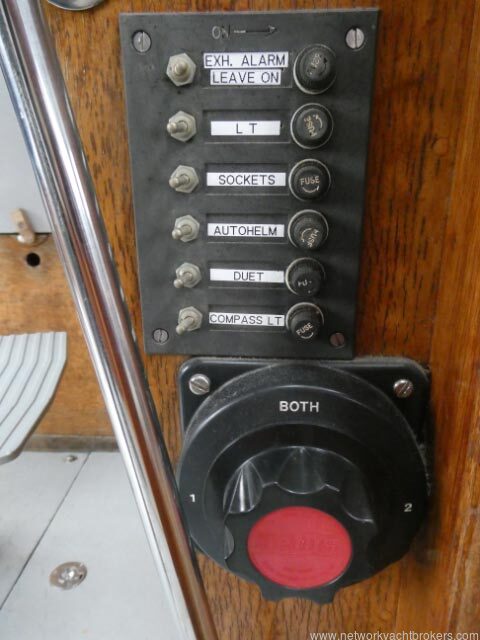 ON
EXH. ALARM
LEAVE ON
L T
SOCKETS
FUSE
AUTOHELM
DUET
COMPASS LT
FUSE
BOTH
1
2
www.networkyachtbrokers.com